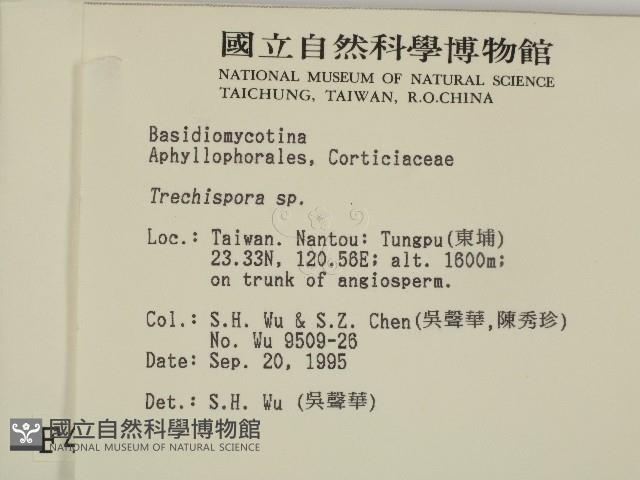 國立自然科學博物館
NATIONAL MUSEUM OF NATURAL SCIENCE
TAICHUNG, TAIWAN, R.O.CHINA
Basidiomycotina
Aphyllophorales, Corticiaceae
Trechispora sp.
Loc.: Taiwan. Nantou: Tungpu(東埔)
23.33N, 120.56E; alt. 1600m;
on trunk of angiosperm.
Col.: S.H. Wu & S.Z. Chen(吳聲華,陳秀珍)
No. Wu 9509-26
Date: Sep. 20, 1995
Det.: S.H. Wu (吳聲華)
國立自然科學博物館
NATIONAL MUSEUM OF NATURAL SCIENCE